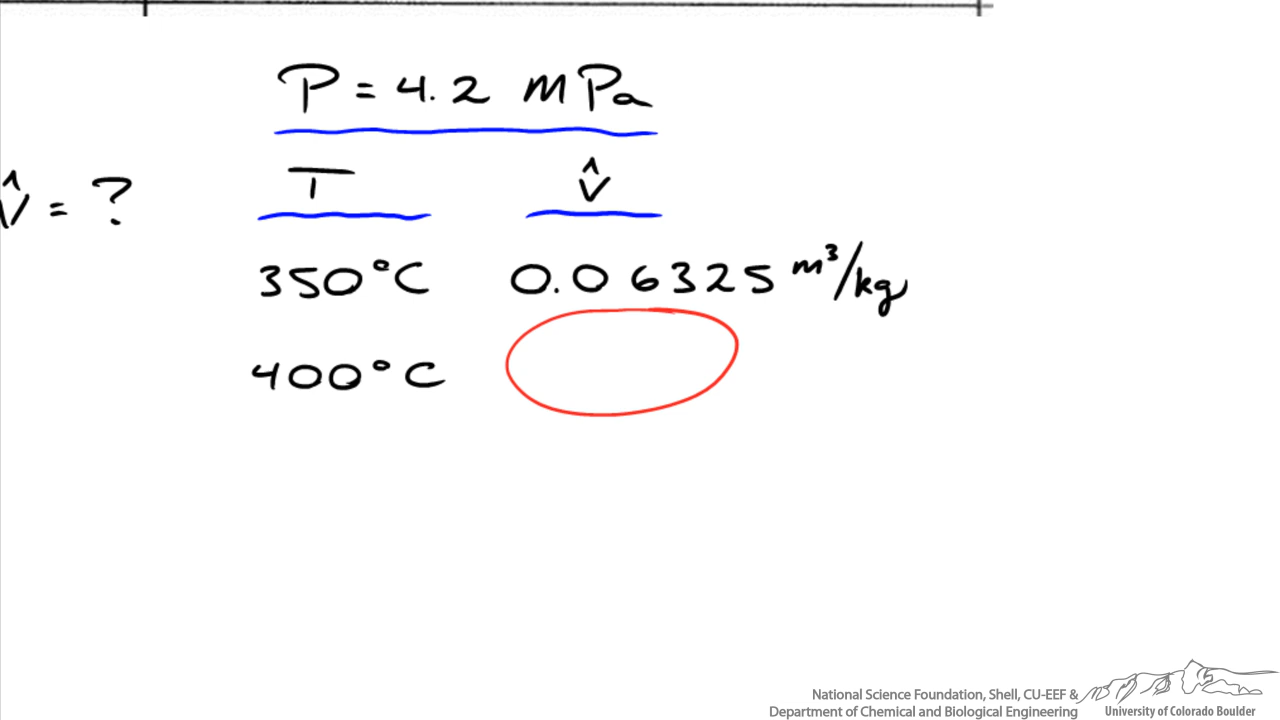 P = 4.2 mPa
T V̂
V̂ = ?
350°C 0.06325 m³/kg
400°C
National Science Foundation, Shell, CU-EEF &
Department of Chemical and Biological Engineering
University of Colorado Boulder